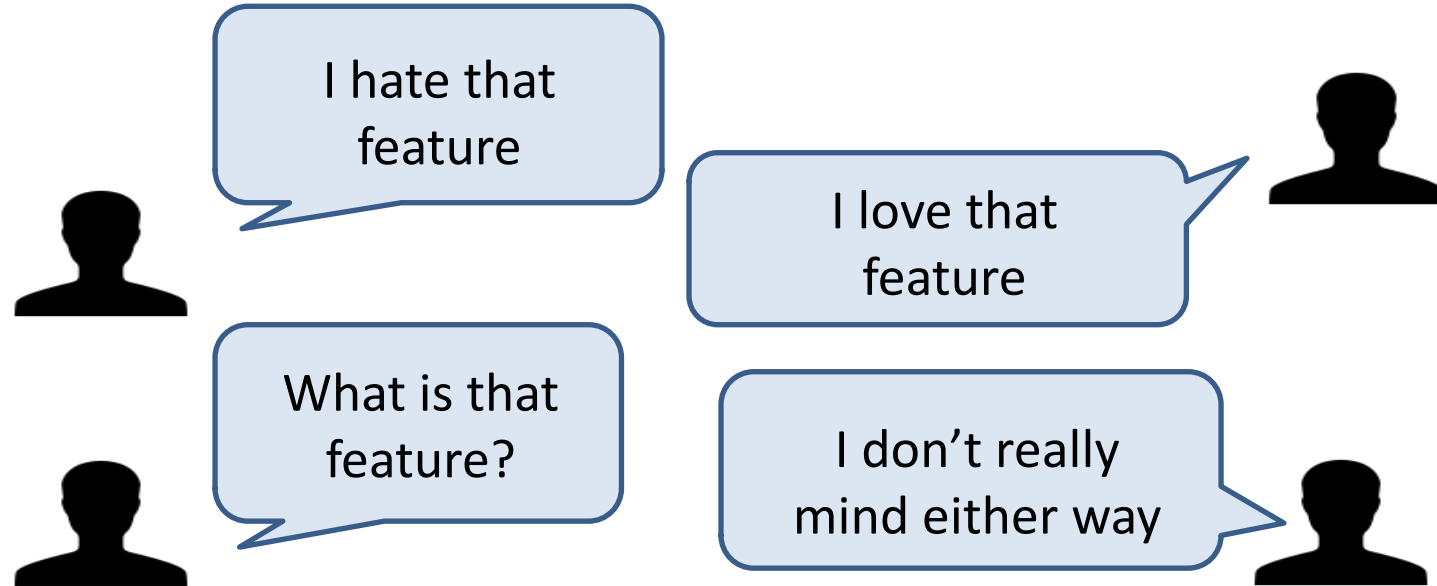 I hate that
feature
I love that
feature
What is that
feature?
I don’t really
mind either way